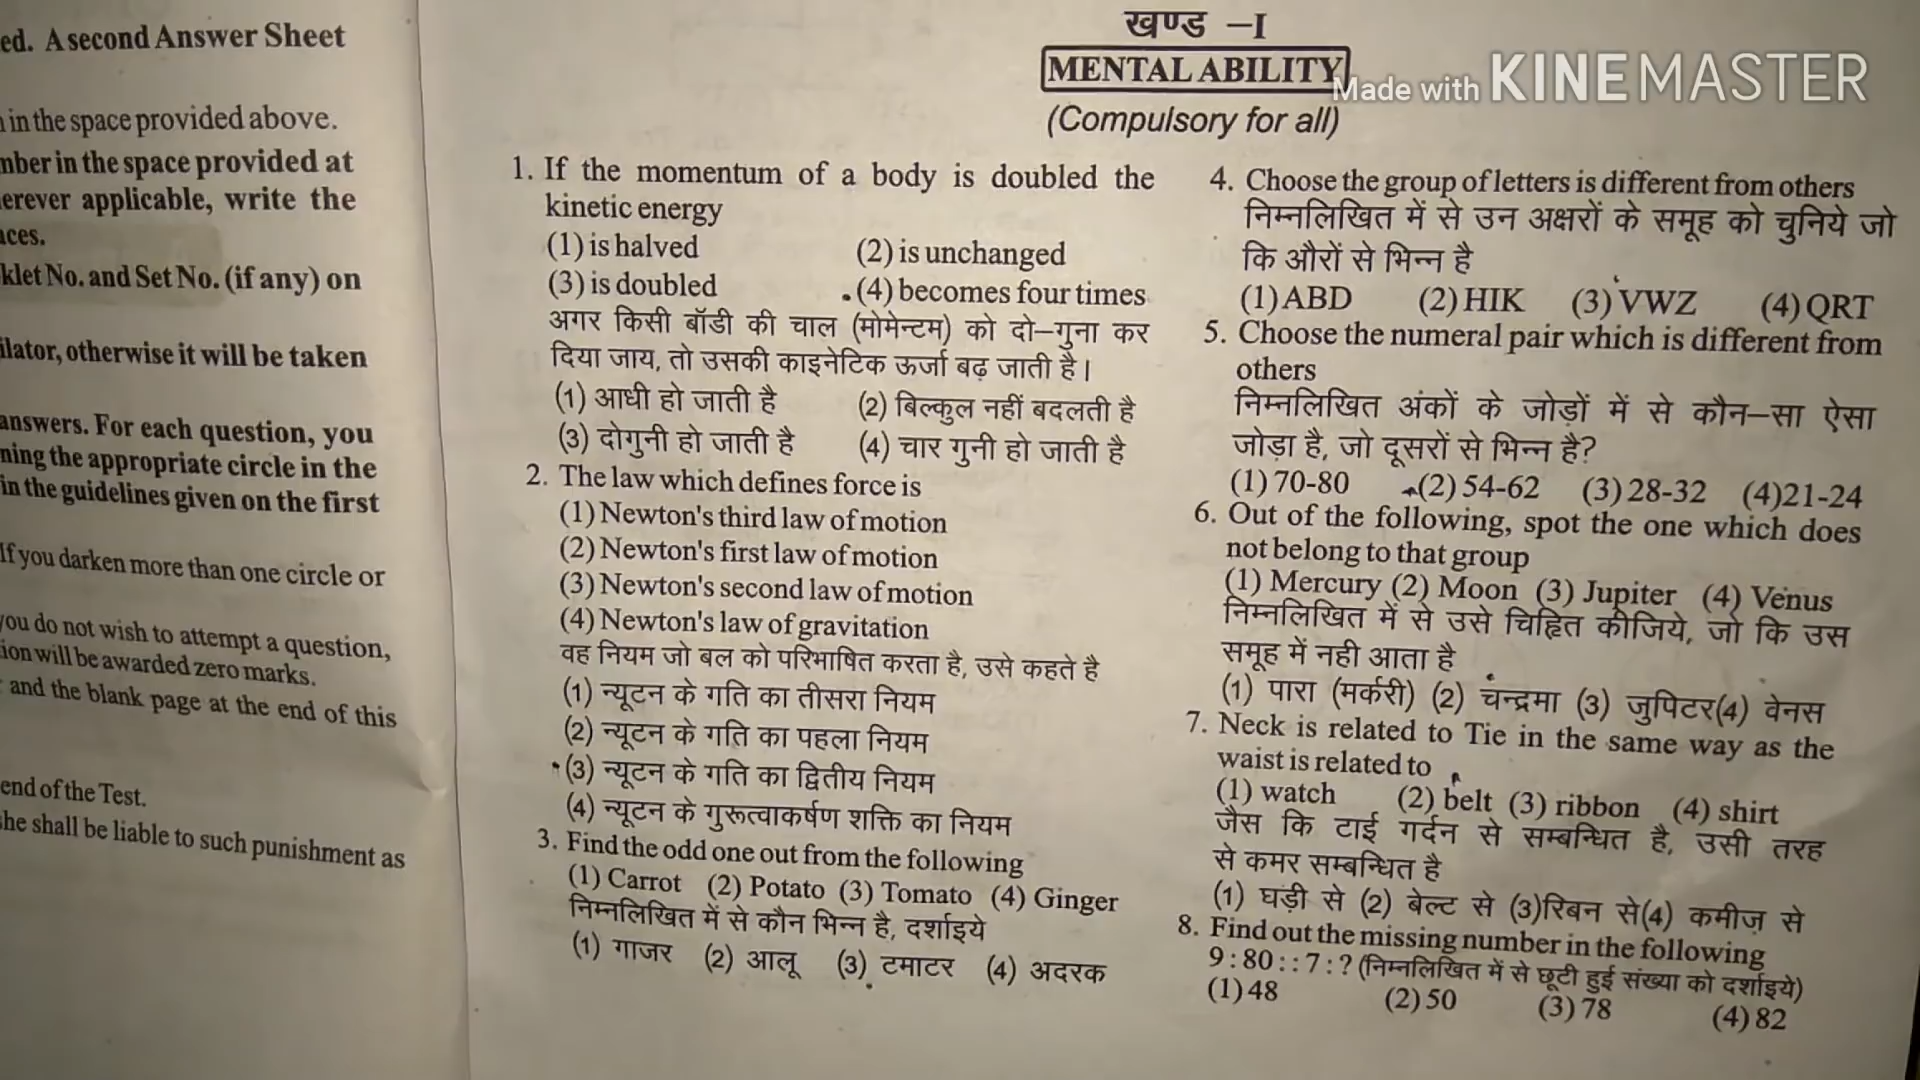 ed. A second Answer Sheet
in the space provided above.
mber in the space provided at
erever applicable, write the
aces.
klet No. and Set No. (if any) on
ilator, otherwise it will be taken
answers. For each question, you
ning the appropriate circle in the
in the guidelines given on the first
If you darken more than one circle or
you do not wish to attempt a question,
ion will be awarded zero marks.
and the blank page at the end of this
end of the Test.
she shall be liable to such punishment as
खण्ड –I
MENTAL ABILITY
Made with KINEMASTER
(Compulsory for all)
1. If the momentum of a body is doubled the
kinetic energy
(1) is halved (2) is unchanged
(3) is doubled (4) becomes four times
अगर किसी बॉडी की चाल (मोमेन्टम) को दो–गुना कर
दिया जाय, तो उसकी काइनेटिक ऊर्जा बढ़ जाती है।
(1) आधी हो जाती है (2) बिल्कुल नहीं बदलती है
(3) दोगुनी हो जाती है (4) चार गुनी हो जाती है
2. The law which defines force is
(1) Newton's third law of motion
(2) Newton's first law of motion
(3) Newton's second law of motion
(4) Newton's law of gravitation
वह नियम जो बल को परिभाषित करता है, उसे कहते है
(1) न्यूटन के गति का तीसरा नियम
(2) न्यूटन के गति का पहला नियम
(3) न्यूटन के गति का द्वितीय नियम
(4) न्यूटन के गुरूत्वाकर्षण शक्ति का नियम
3. Find the odd one out from the following
(1) Carrot (2) Potato (3) Tomato (4) Ginger
निम्नलिखित में से कौन भिन्न है, दर्शाइये
(1) गाजर (2) आलू (3) टमाटर (4) अदरक
4. Choose the group of letters is different from others
निम्नलिखित में से उन अक्षरों के समूह को चुनिये जो
कि औरों से भिन्न है
(1) ABD (2) HIK (3) VWZ (4) QRT
5. Choose the numeral pair which is different from
others
निम्नलिखित अंकों के जोड़ों में से कौन–सा ऐसा
जोड़ा है, जो दूसरों से भिन्न है?
(1) 70-80 (2) 54-62 (3) 28-32 (4) 21-24
6. Out of the following, spot the one which does
not belong to that group
(1) Mercury (2) Moon (3) Jupiter (4) Venus
निम्नलिखित में से उसे चिह्नित कीजिये, जो कि उस
समूह में नही आता है
(1) पारा (मर्करी) (2) चन्द्रमा (3) जुपिटर(4) वेनस
7. Neck is related to Tie in the same way as the
waist is related to
(1) watch (2) belt (3) ribbon (4) shirt
जैस कि टाई गर्दन से सम्बन्धित है, उसी तरह
से कमर सम्बन्धित है
(1) घड़ी से (2) बेल्ट से (3)रिबन से(4) कमीज़ से
8. Find out the missing number in the following
9 : 80 : : 7 : ? (निम्नलिखित में से छूटी हुई संख्या को दर्शाइये)
(1) 48 (2) 50 (3) 78 (4) 82